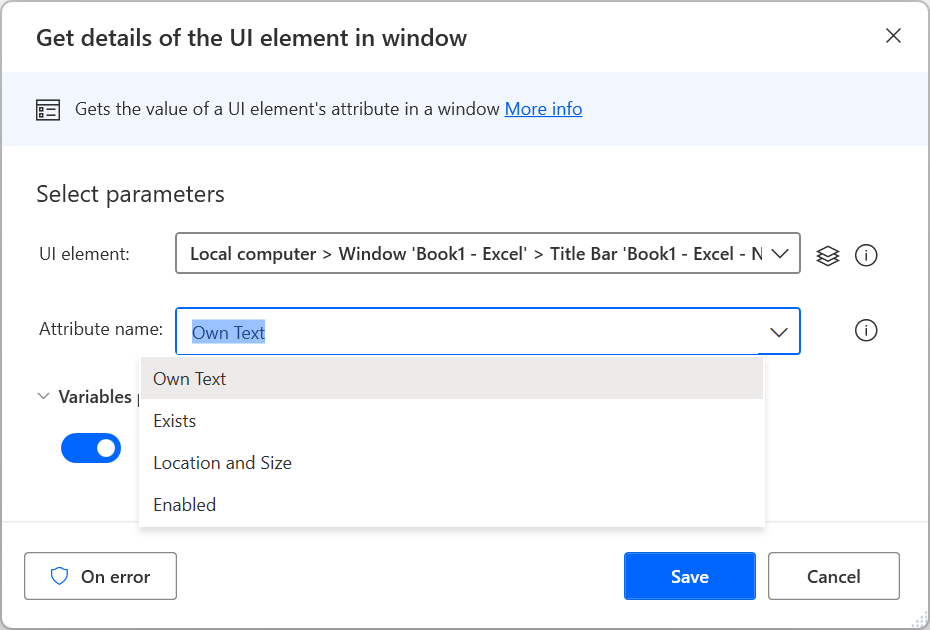 Get details of the UI element in window
Gets the value of a UI element's attribute in a window More info
Select parameters
UI element:
Local computer > Window 'Book1 - Excel' > Title Bar 'Book1 - Excel - N
Attribute name:
Own Text
Own Text
Variables
Exists
Location and Size
Enabled
On error
Save
Cancel